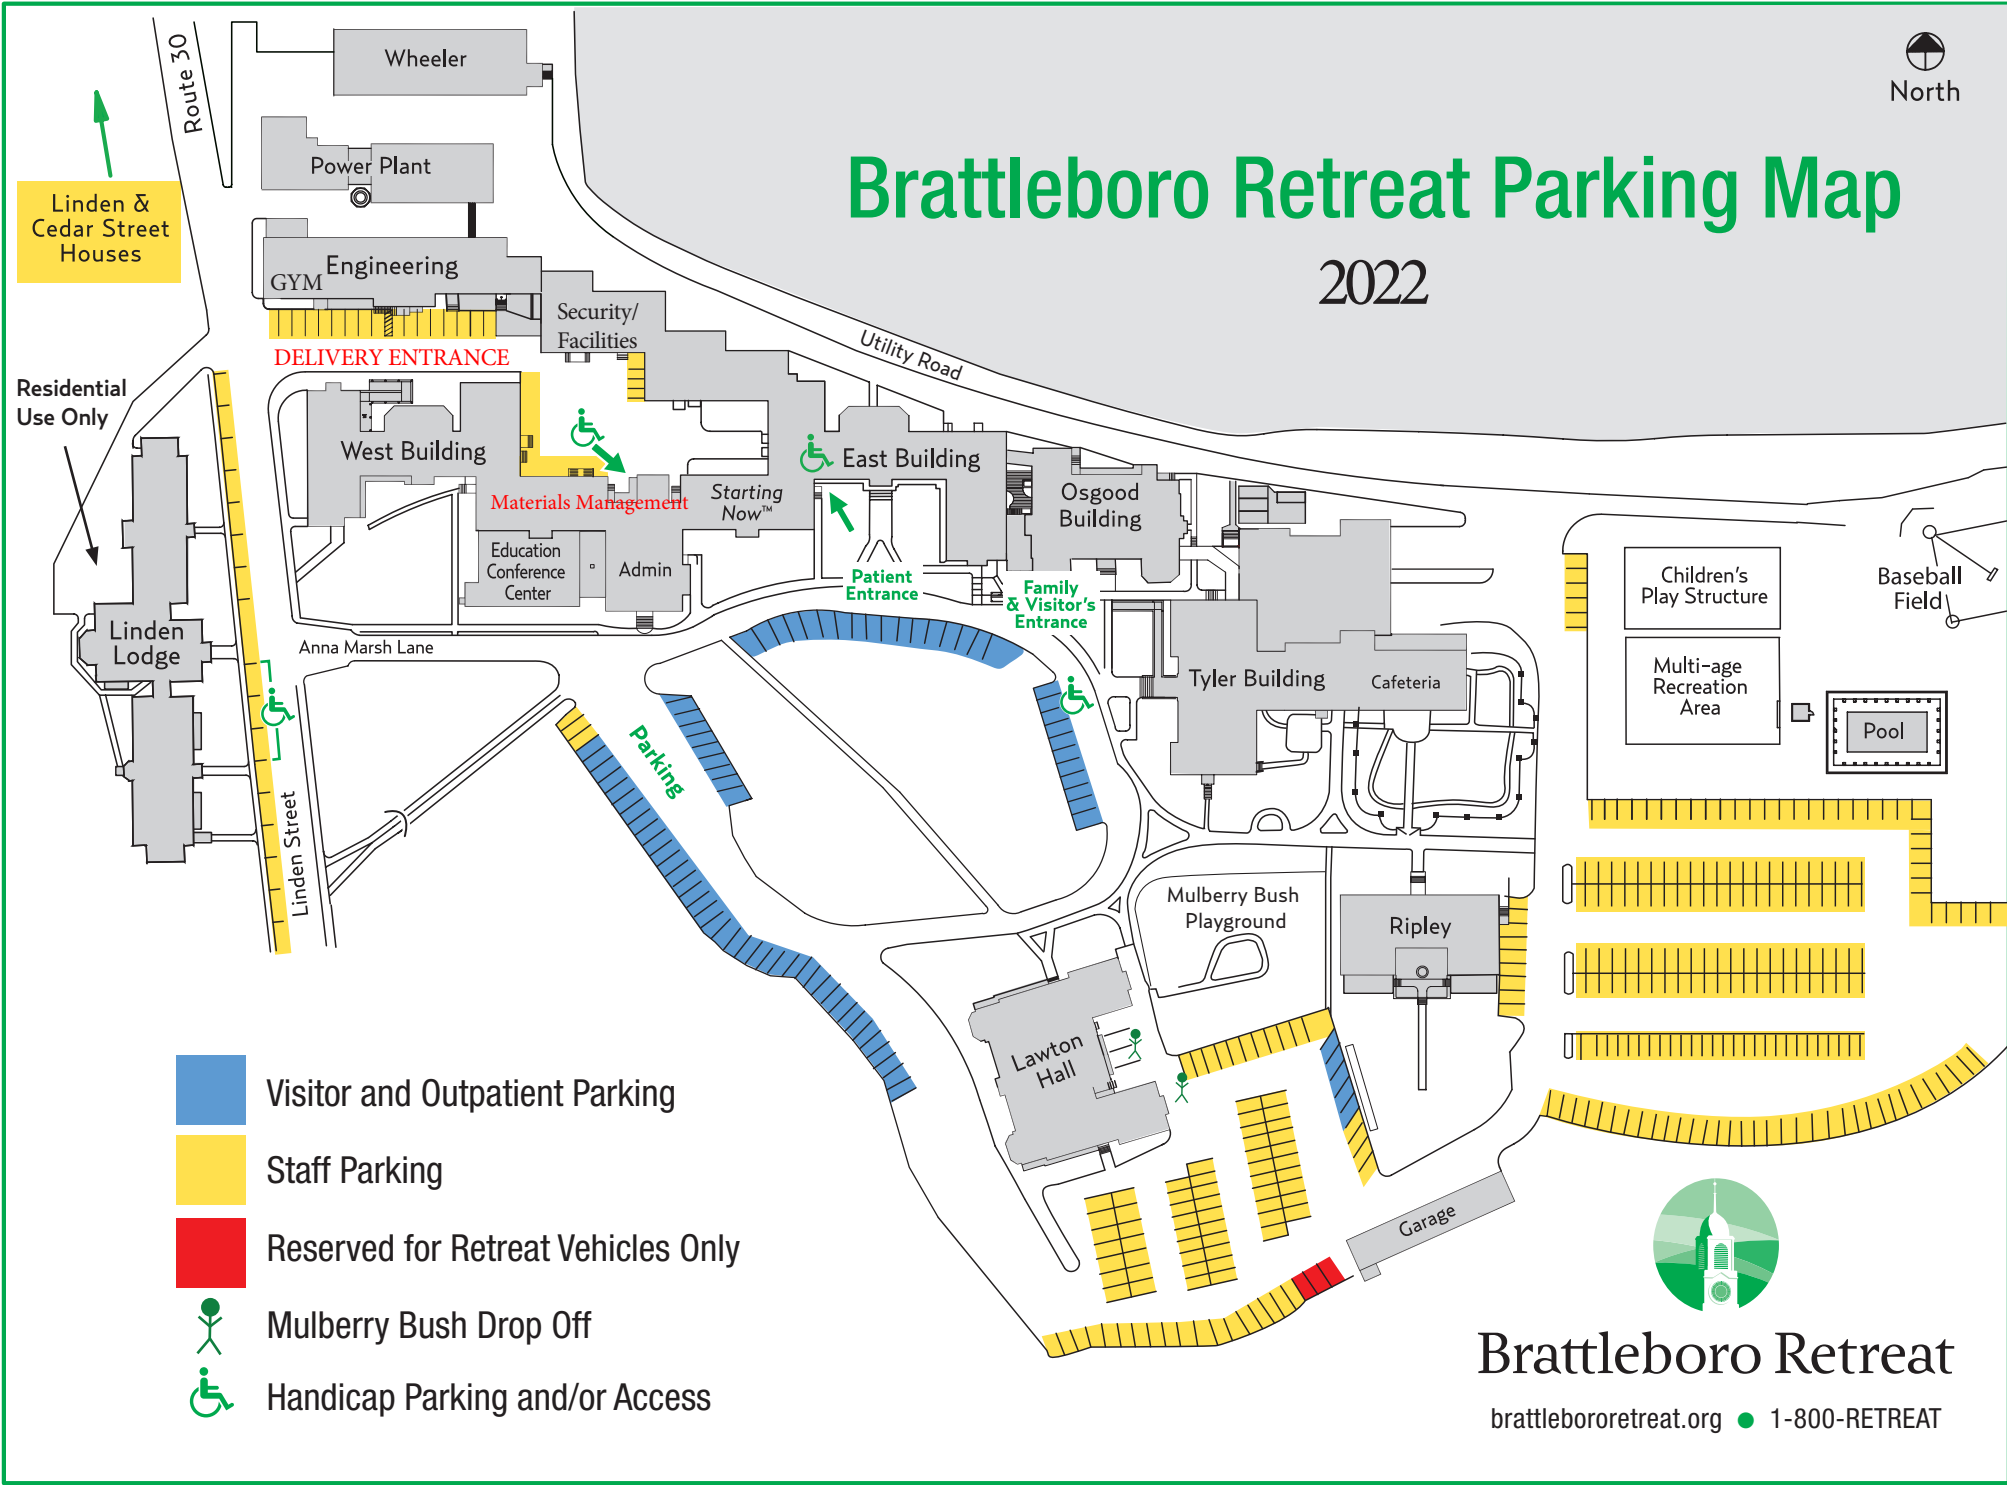 Brattleboro Retreat Parking Map
2022
North
Route 30
Wheeler
Power Plant
Linden &
Cedar Street
Houses
Engineering
GYM
Security/
Facilities
DELIVERY ENTRANCE
Utility Road
Residential
Use Only
West Building
East Building
Materials Management
Starting
Now™
Osgood
Building
Education
Conference
Center
Admin
Patient
Entrance
Family
& Visitor's
Entrance
Children's
Play Structure
Baseball
Field
Linden
Lodge
Anna Marsh Lane
Tyler Building
Cafeteria
Multi-age
Recreation
Area
Pool
Parking
Linden Street
Mulberry Bush
Playground
Ripley
Lawton
Hall
Garage
Visitor and Outpatient Parking
Staff Parking
Reserved for Retreat Vehicles Only
Mulberry Bush Drop Off
Handicap Parking and/or Access
Brattleboro Retreat
brattlebororetreat.org ● 1-800-RETREAT